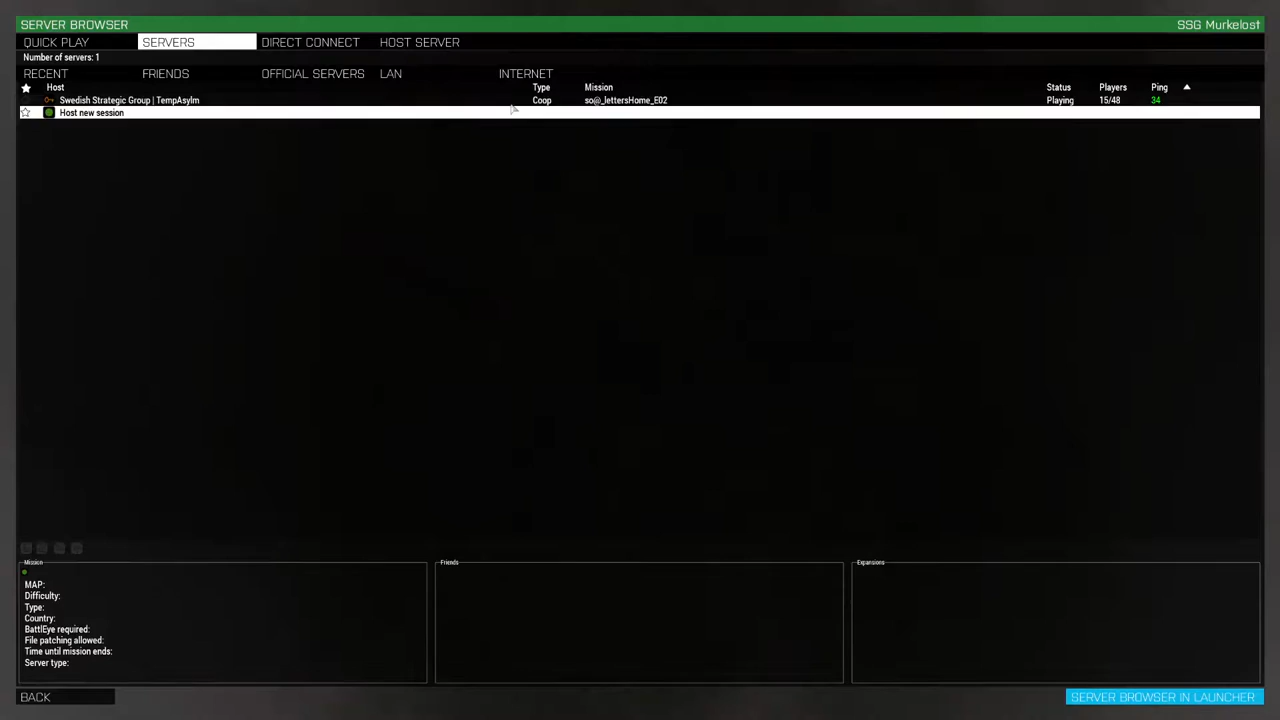 SERVER BROWSER SSG Murkelost
QUICK PLAY SERVERS DIRECT CONNECT HOST SERVER
Number of servers: 1
RECENT FRIENDS OFFICIAL SERVERS LAN INTERNET
Host Type Mission Status Players Ping
Swedish Strategic Group | TempAsylm Coop so@_lettersHome_E02 Playing 15/48 34
Host new session
Mission Friends Expansions
MAP:
Difficulty:
Type:
Country:
BattlEye required:
File patching allowed:
Time until mission ends:
Server type:
BACK SERVER BROWSER IN LAUNCHER